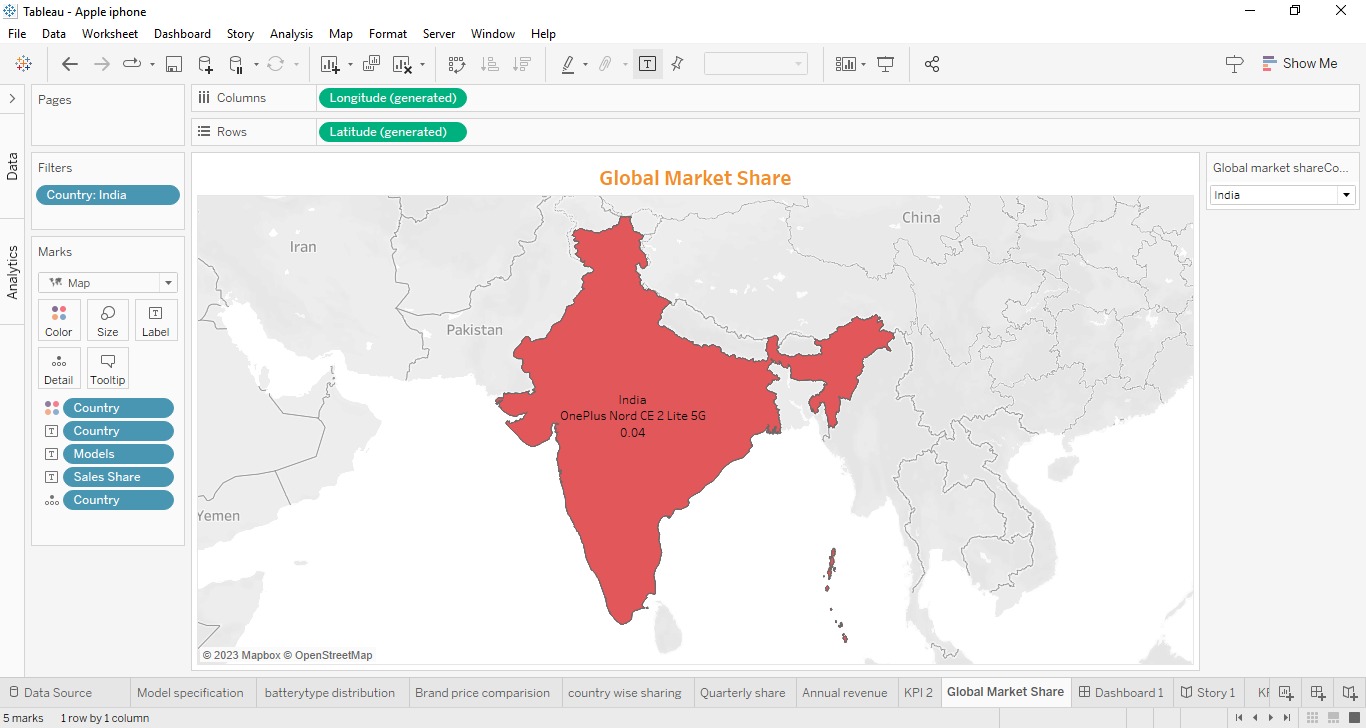 Tableau - Apple iphone
File Data Worksheet Dashboard Story Analysis Map Format Server Window Help
Show Me
Pages
Columns
Longitude (generated)
Rows
Latitude (generated)
Data
Analytics
Filters
Country: India
Marks
Map
Color Size Label
Detail Tooltip
Country
Country
Models
Sales Share
Country
Global Market Share
Iran
China
Pakistan
India
OnePlus Nord CE 2 Lite 5G
0.04
Yemen
© 2023 Mapbox © OpenStreetMap
Global market shareCo...
India
Data Source Model specification batterytype distribution Brand price comparision country wise sharing Quarterly share Annual revenue KPI 2 Global Market Share Dashboard 1 Story 1
5 marks 1 row by 1 column